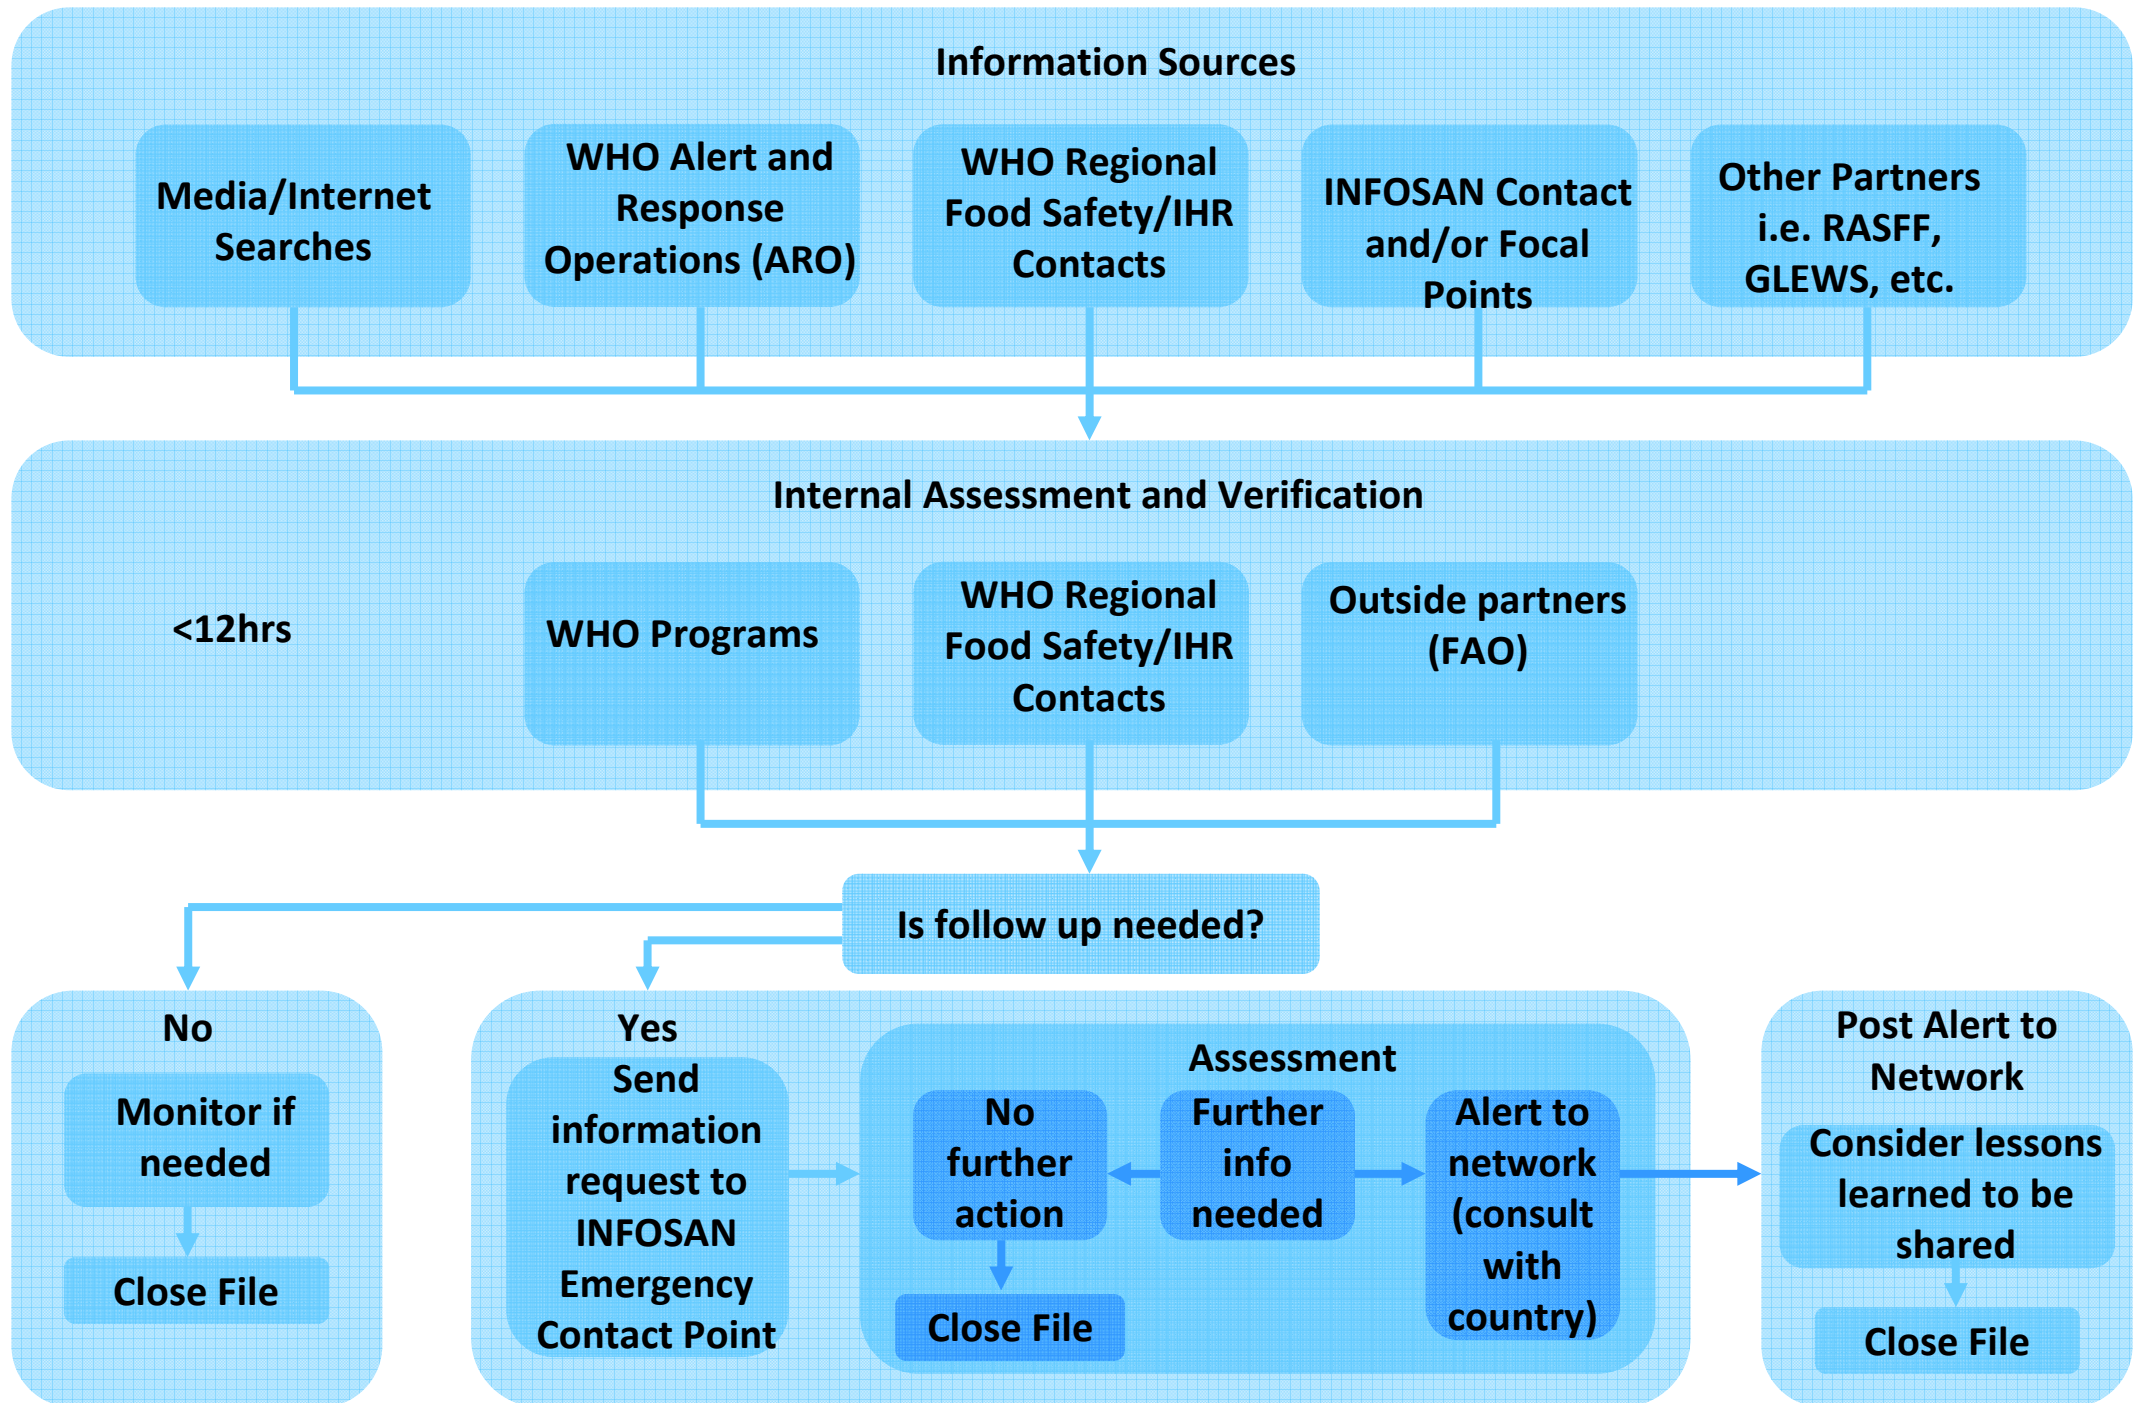 Information Sources
Media/Internet
Searches
WHO Alert and
Response
Operations (ARO)
WHO Regional
Food Safety/IHR
Contacts
INFOSAN Contact
and/or Focal
Points
Other Partners
i.e. RASFF,
GLEWS, etc.
Internal Assessment and Verification
<12hrs
WHO Programs
WHO Regional
Food Safety/IHR
Contacts
Outside partners
(FAO)
Is follow up needed?
No
Monitor if
needed
Close File
Yes
Send
information
request to
INFOSAN
Emergency
Contact Point
Assessment
No
further
action
Close File
Further
info
needed
Alert to
network
(consult
with
country)
Post Alert to
Network
Consider lessons
learned to be
shared
Close File